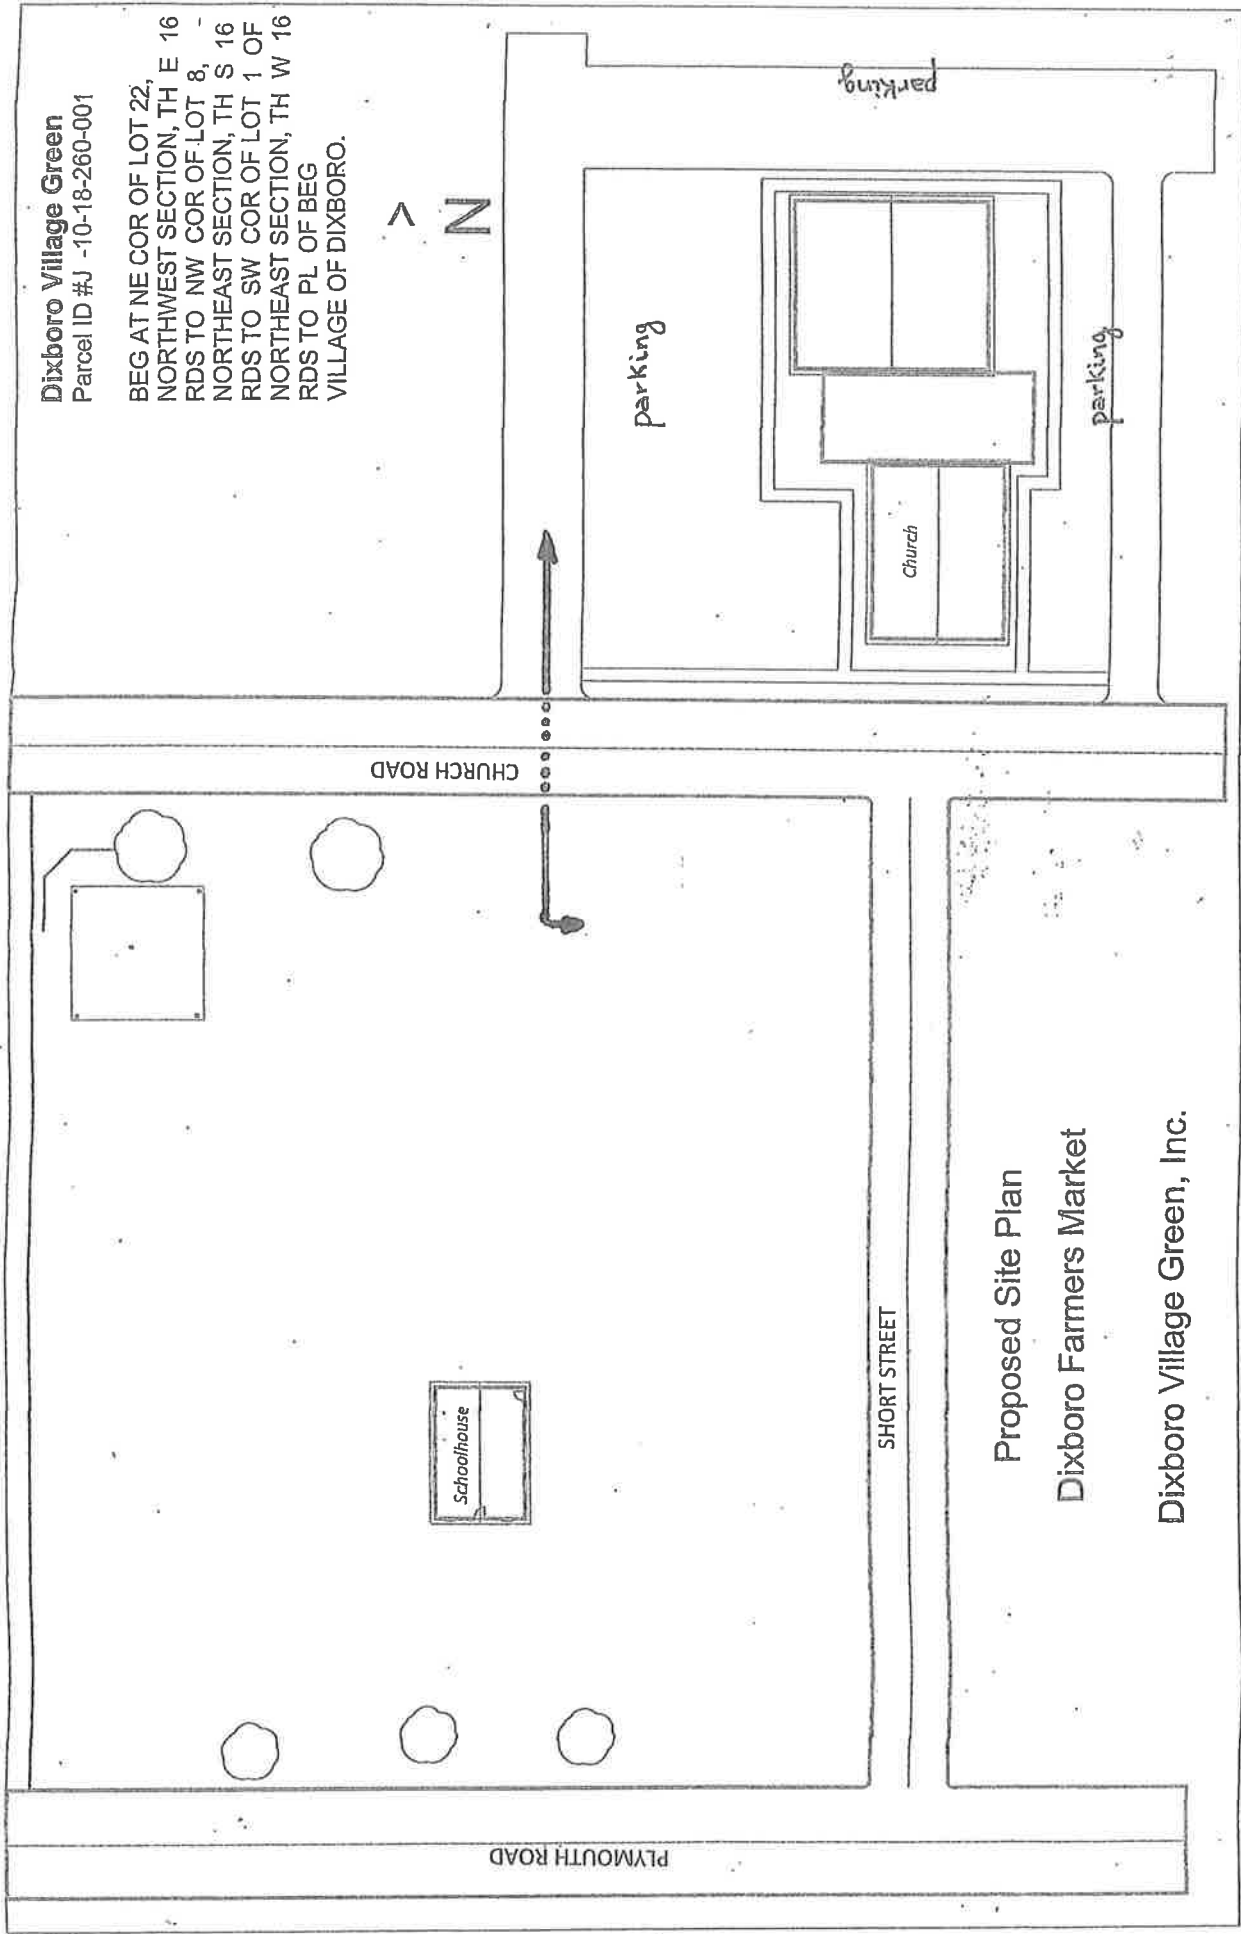 Dixboro Village Green
Parcel ID #J -10-18-260-001
BEG AT NE COR OF LOT 22,
NORTHWEST SECTION, TH E 16
RDS TO NW COR OF LOT 8,
NORTHEAST SECTION, TH S 16
RDS TO SW COR OF LOT 1 OF
NORTHEAST SECTION, TH W 16
RDS TO PL OF BEG
VILLAGE OF DIXBORO.
>
N
parking
parking
parking
Church
CHURCH ROAD
Schoolhouse
SHORT STREET
PLYMOUTH ROAD
Proposed Site Plan
Dixboro Farmers Market
Dixboro Village Green, Inc.